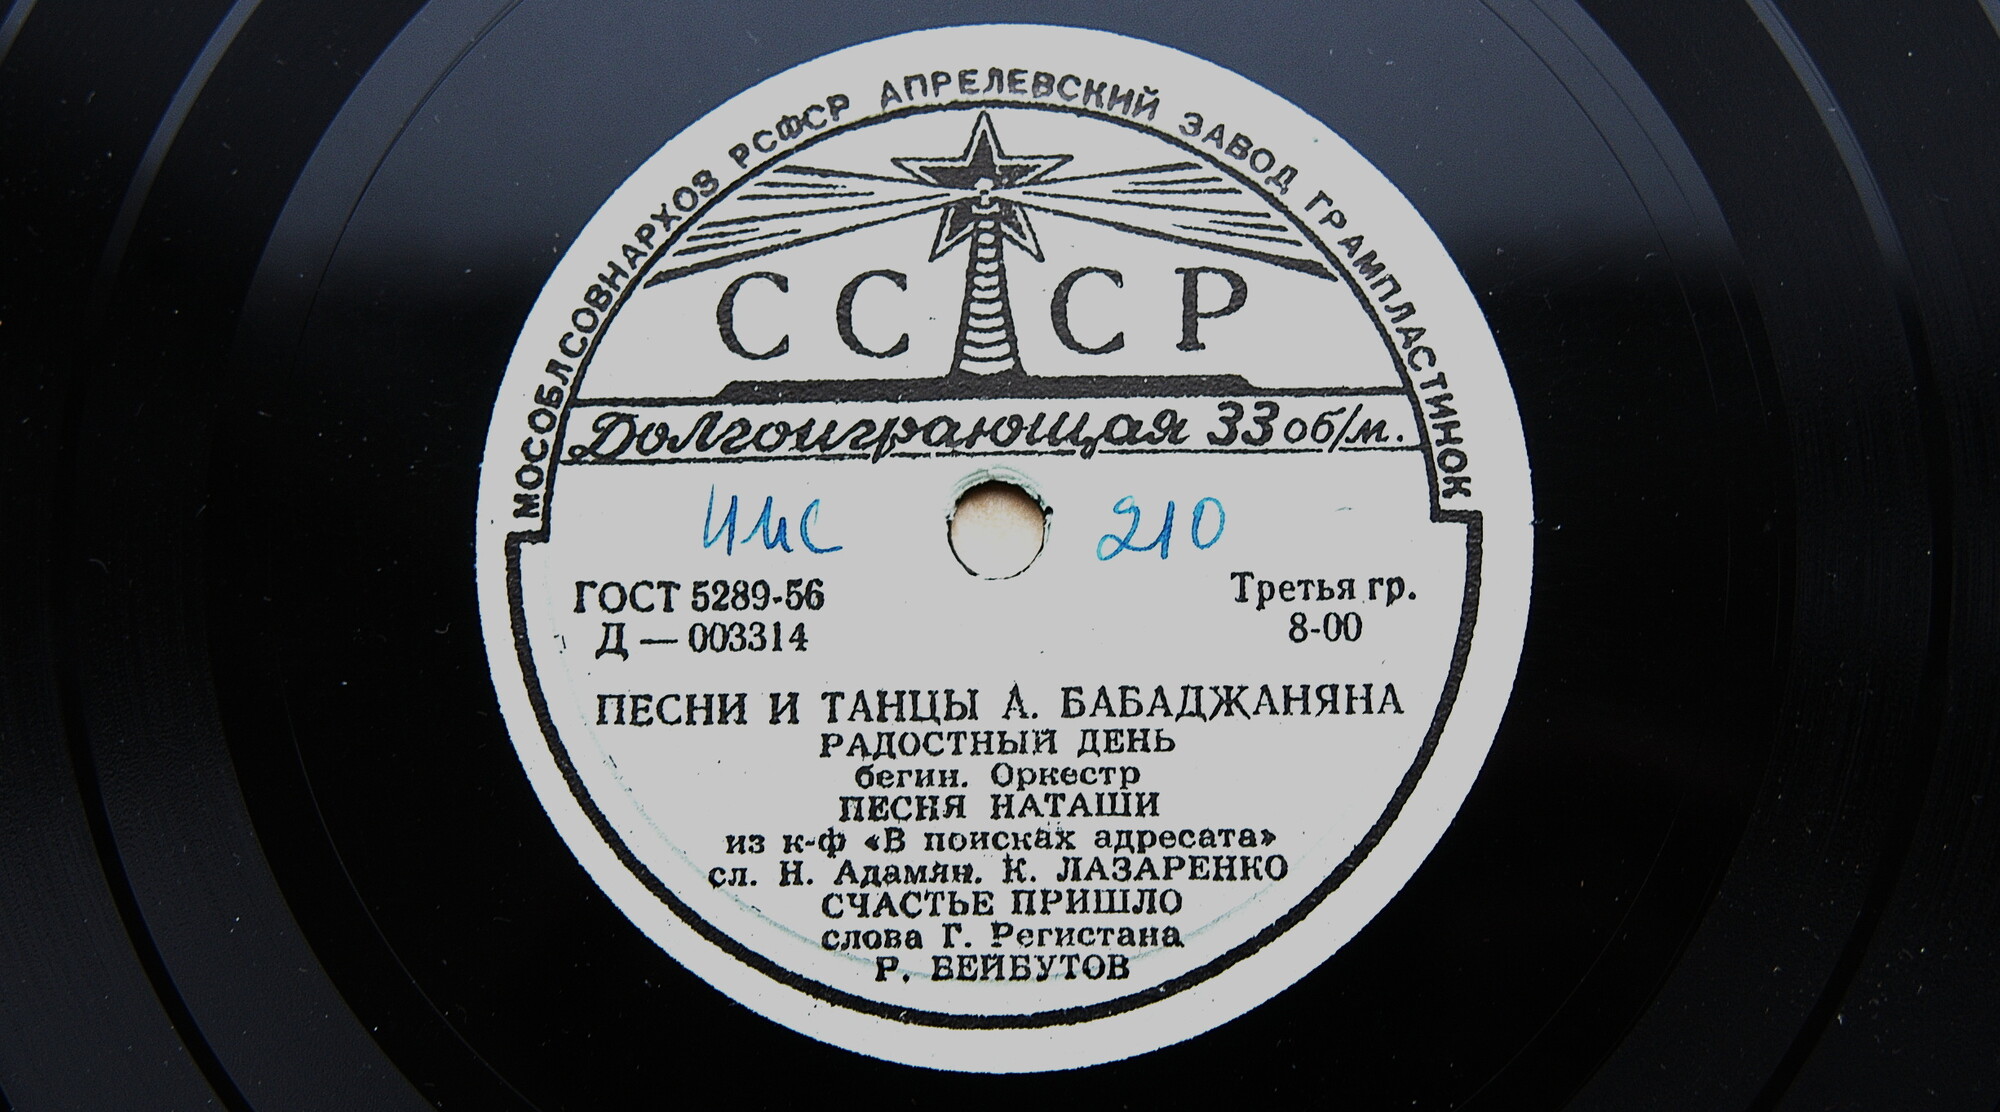 МОСОБЛСОВНАРХОЗ РСФСР АПРЕЛЕВСКИЙ ЗАВОД ГРАМПЛАСТИНОК
СССР
Долгоиграющая 33 об/м.
210
ГОСТ 5289-56
Третья гр.
Д — 003314
8-00
ПЕСНИ И ТАНЦЫ А. БАБАДЖАНЯНА
РАДОСТНЫЙ ДЕНЬ
бегин. Оркестр
ПЕСНЯ НАТАШИ
из к-ф «В поисках адресата»
сл. Н. Адамян. К. ЛАЗАРЕНКО
СЧАСТЬЕ ПРИШЛО
слова Г. Регистана
Р. БЕЙБУТОВ